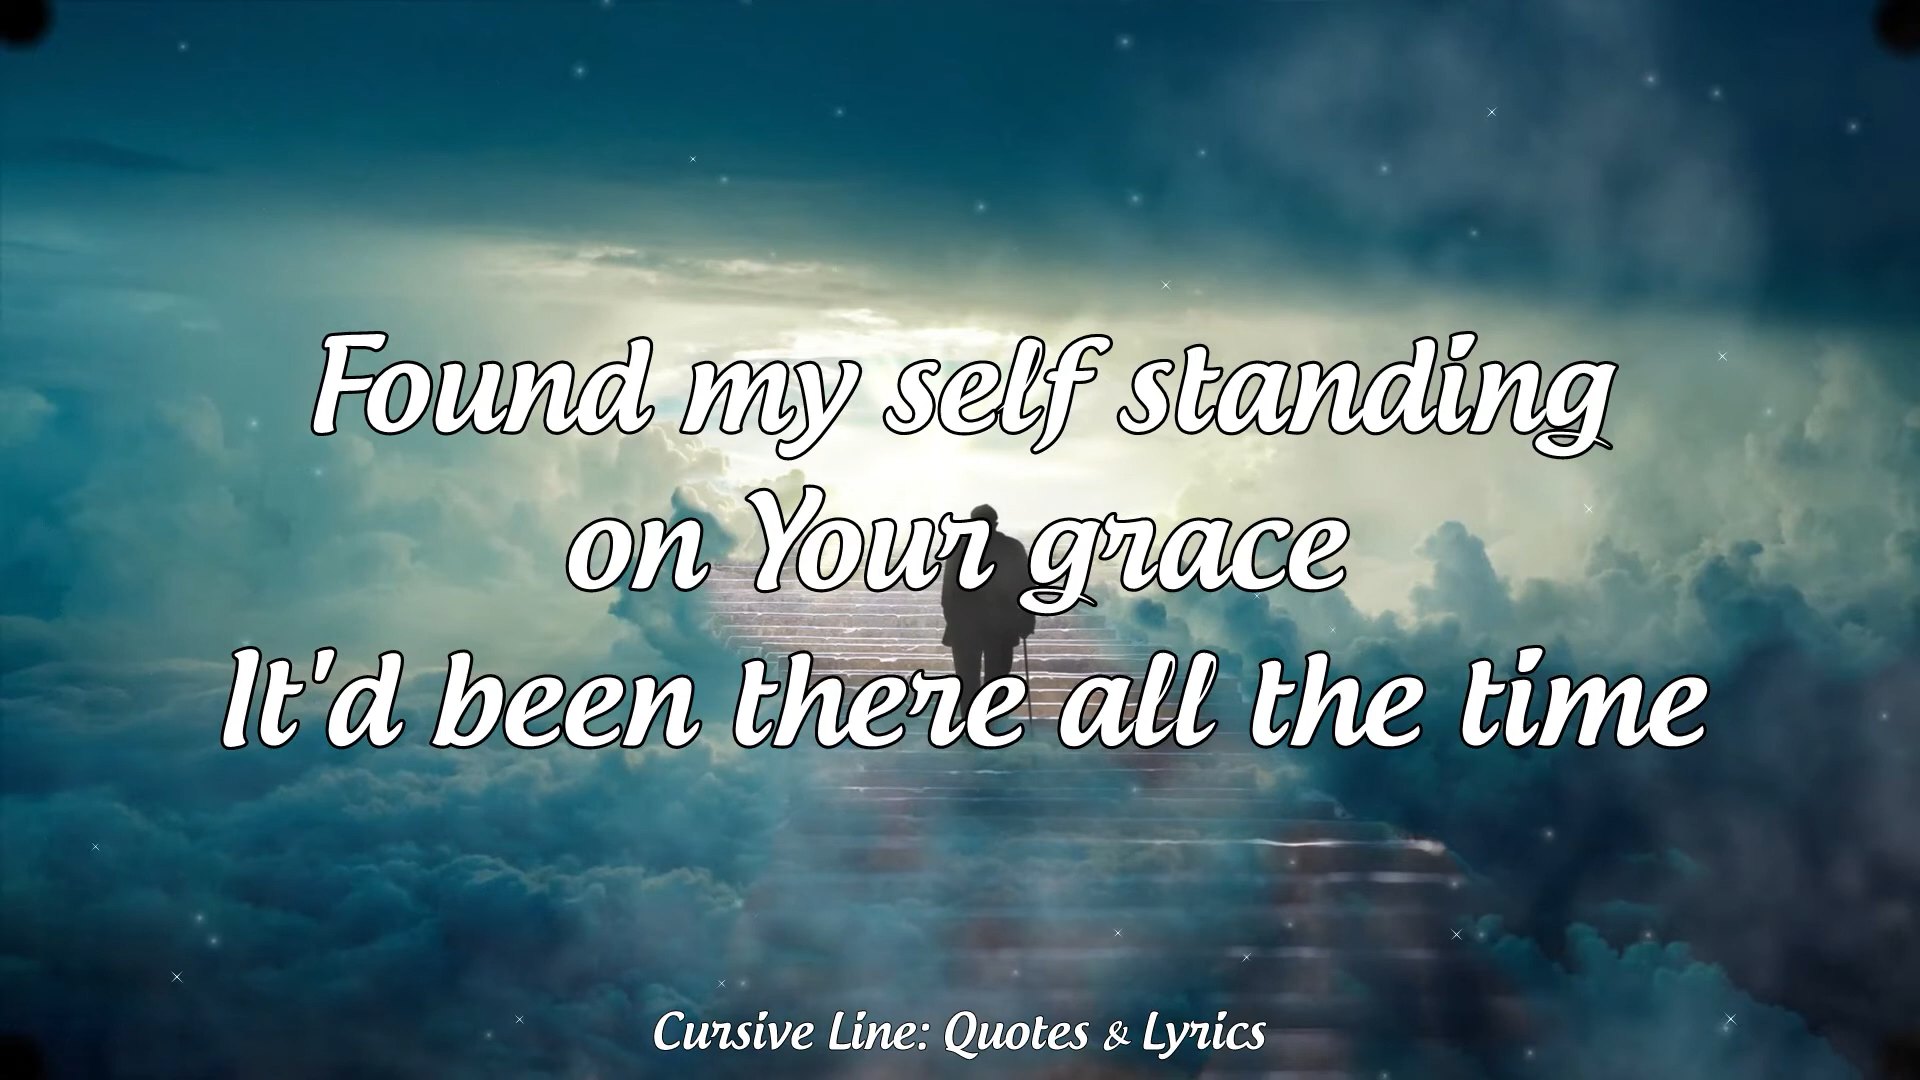 Found my self standing
on Your grace
It'd been there all the time
Cursive Line: Quotes & Lyrics